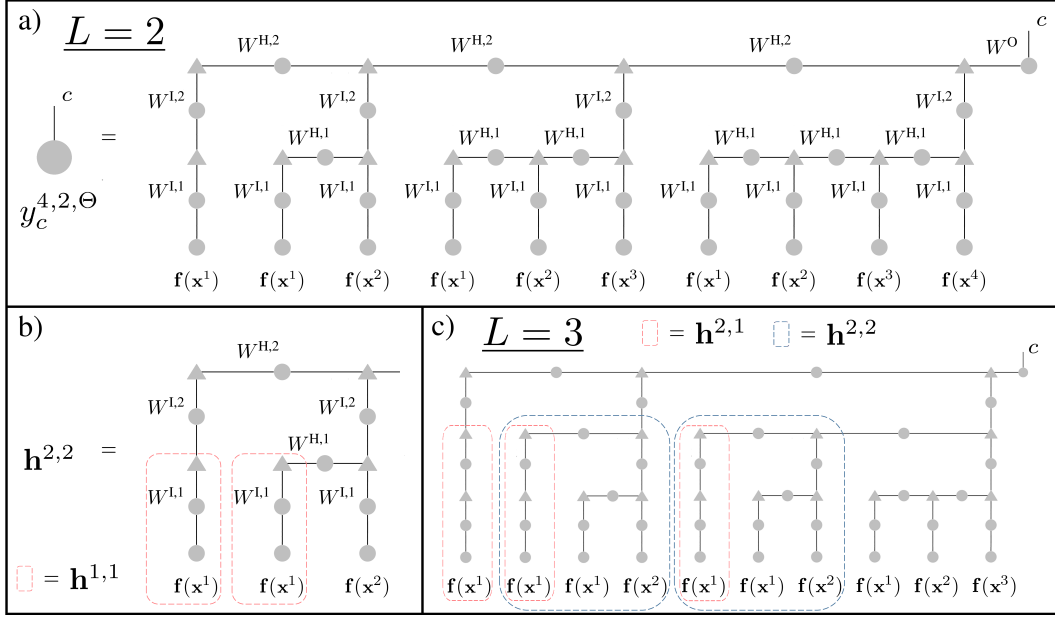 a) L = 2
W^{H,2} W^{H,2} W^{H,2} W^{O} c
c
=
W^{I,2} W^{I,2} W^{I,2} W^{I,2}
W^{H,1} W^{H,1} W^{H,1} W^{H,1} W^{H,1} W^{H,1}
W^{I,1} W^{I,1} W^{I,1} W^{I,1} W^{I,1} W^{I,1} W^{I,1} W^{I,1} W^{I,1} W^{I,1}
y_c^{4,2,Θ}
f(x^1) f(x^1) f(x^2) f(x^1) f(x^2) f(x^3) f(x^1) f(x^2) f(x^3) f(x^4)
b)
W^{H,2}
W^{I,2} W^{I,2}
h^{2,2} =
W^{H,1}
W^{I,1} W^{I,1} W^{I,1}
= h^{1,1} f(x^1) f(x^1) f(x^2)
c) L = 3 = h^{2,1} = h^{2,2}
c
f(x^1) f(x^1) f(x^1) f(x^2) f(x^1) f(x^1) f(x^2) f(x^1) f(x^2) f(x^3)